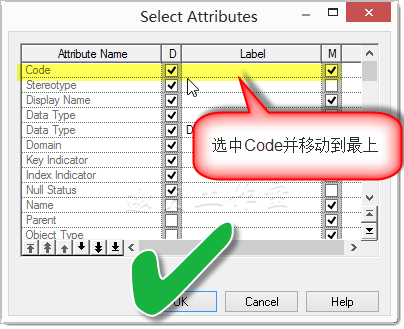 Select Attributes
Attribute Name D Label M
Code
Stereotype
Display Name
Data Type
Data Type D
Domain
Key Indicator
Index Indicator
Null Status
Name
Parent
Object Type
选中Code并移动到最上
OK Cancel Help